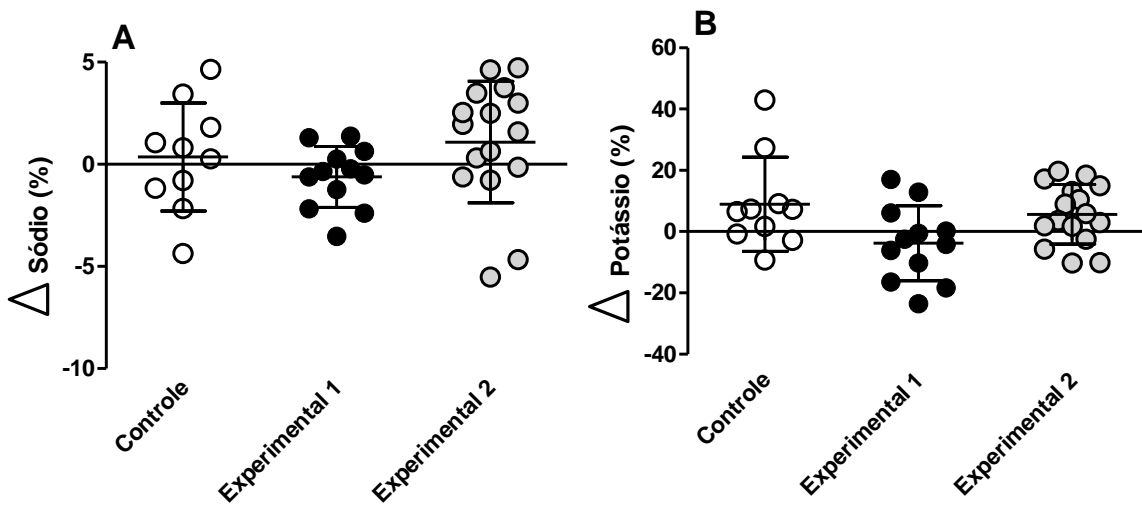 A
5
0
-5
-10
△ Sódio (%)
Controle
Experimental 1
Experimental 2
B
60
40
20
0
-20
-40
△ Potássio (%)
Controle
Experimental 1
Experimental 2